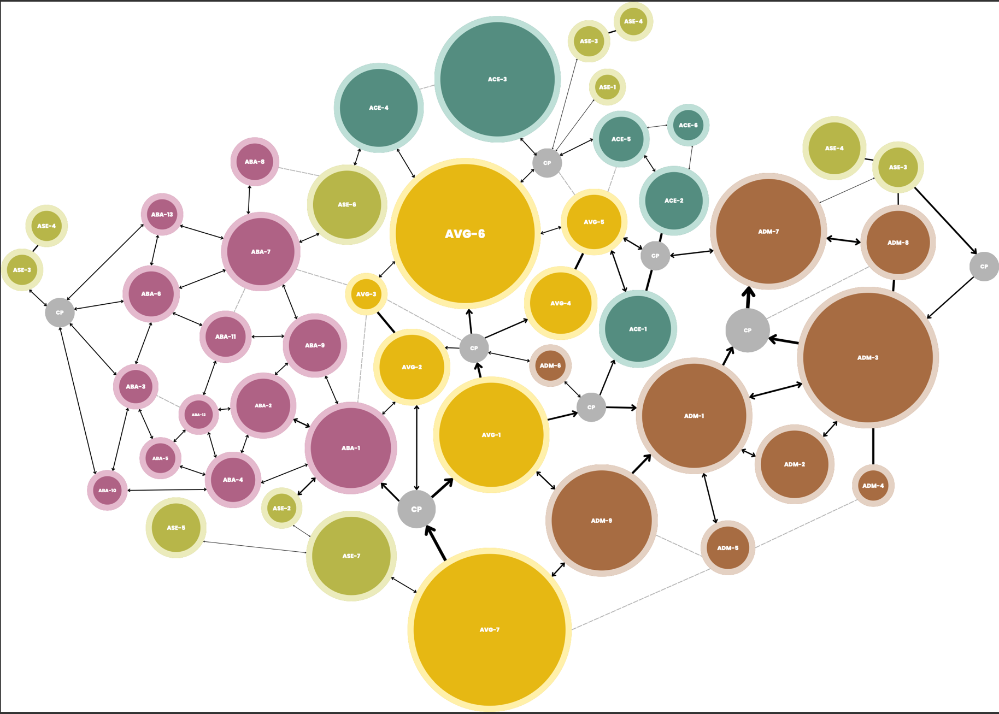 ASE-4
ASE-3
ACE-3
ASE-1
ACE-4
ACE-6
ACE-5
ASE-4
ABA-8
CP
ASE-3
ACE-2
ASE-6
ABA-13
AVG-5
ASE-4
ADM-7
AVG-6
ADM-8
ABA-7
CP
CP
ASE-3
ABA-6
AVG-3
AVG-4
CP
ACE-1
CP
ABA-11
ABA-9
CP
ADM-3
ADM-6
AVG-2
ABA-3
ABA-2
CP
ABA-12
ADM-1
AVG-1
ABA-1
ABA-5
ADM-2
ABA-4
ADM-4
ABA-10
ASE-2
CP
ADM-9
ASE-5
ADM-5
ASE-7
AVG-7